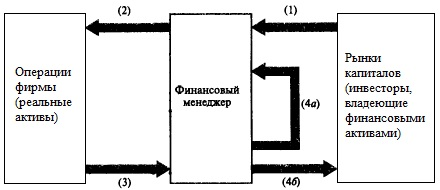 (2)
(1)
Операции
фирмы
(реальные
активы)
Финансовый
менеджер
(4а)
Рынки
капиталов
(инвесторы,
владеющие
финансовыми
активами)
(3)
(4б)